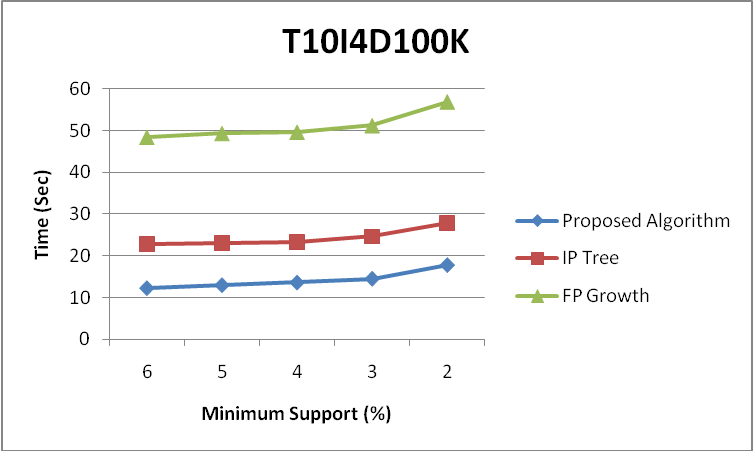 T10I4D100K
60
50
40
30
20
10
0
Time (Sec)
6 5 4 3 2
Minimum Support (%)
Proposed Algorithm
IP Tree
FP Growth